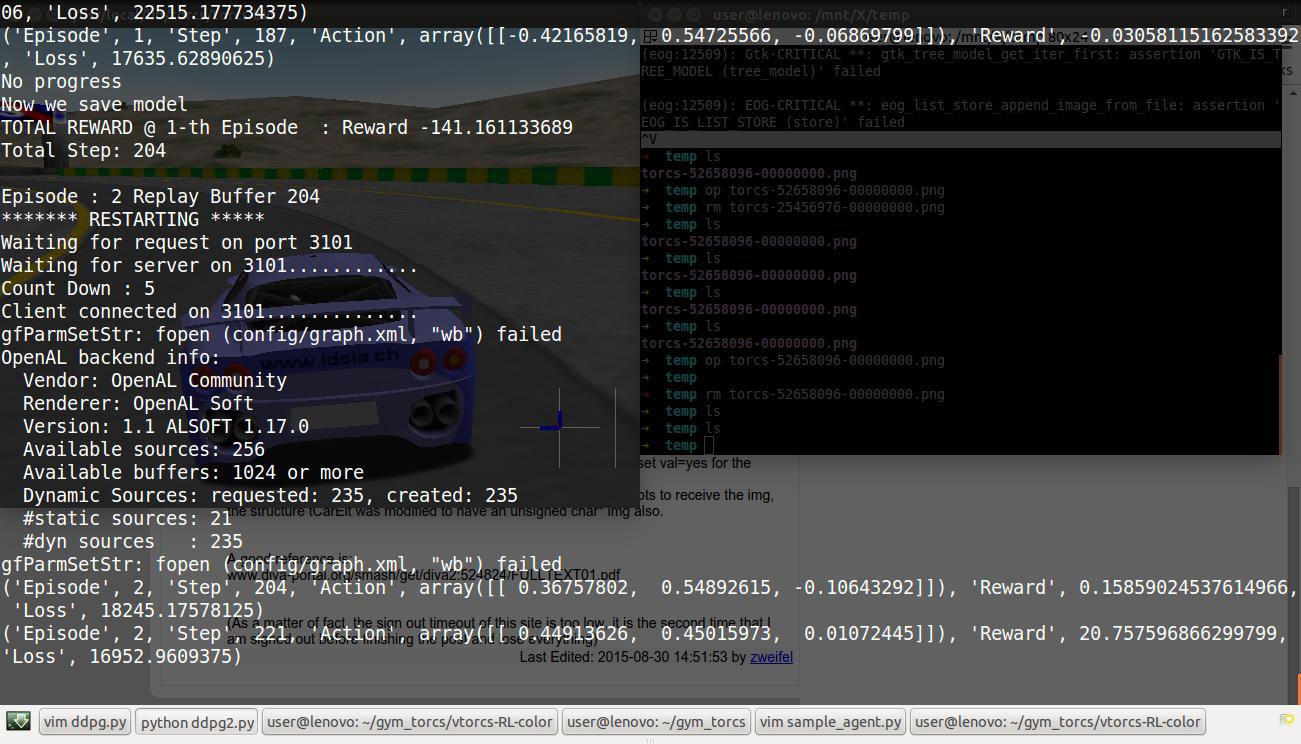 06, 'Loss', 22515.177734375)
('Episode', 1, 'Step', 187, 'Action', array([[-0.42165819, 0.54725566, -0.06869799]]), 'Reward', -0.03058115162583392
, 'Loss', 17635.62890625)
No progress
Now we save model
TOTAL REWARD @ 1-th Episode : Reward -141.161133689
Total Step: 204
Episode : 2 Replay Buffer 204
******* RESTARTING *****
Waiting for request on port 3101
Waiting for server on 3101............
Count Down : 5
Client connected on 3101..............
gfParmSetStr: fopen (config/graph.xml, "wb") failed
OpenAL backend info:
Vendor: OpenAL Community
Renderer: OpenAL Soft
Version: 1.1 ALSOFT 1.17.0
Available sources: 256
Available buffers: 1024 or more
Dynamic Sources: requested: 235, created: 235
#static sources: 21
#dyn sources : 235
gfParmSetStr: fopen (config/graph.xml, "wb") failed
('Episode', 2, 'Step', 204, 'Action', array([[ 0.36757802, 0.54892615, -0.10643292]]), 'Reward', 0.15859024537614966,
'Loss', 18245.17578125)
('Episode', 2, 'Step', 221, 'Action', array([[ 0.44913626, 0.45015973, 0.01072445]]), 'Reward', 20.757596866299799,
'Loss', 16952.9609375)
user@lenovo: /mnt/X/temp
(eog:12509): Gtk-CRITICAL **: gtk_tree_model_get_iter_first: assertion 'GTK_IS_T
REE_MODEL (tree_model)' failed
(eog:12509): EOG-CRITICAL **: eog_list_store_append_image_from_file: assertion '
EOG_IS_LIST_STORE (store)' failed
^V
→ temp ls
torcs-52658096-00000000.png
→ temp op torcs-52658096-00000000.png
→ temp rm torcs-25456976-00000000.png
→ temp ls
torcs-52658096-00000000.png
→ temp ls
torcs-52658096-00000000.png
→ temp ls
torcs-52658096-00000000.png
→ temp ls
torcs-52658096-00000000.png
→ temp op torcs-52658096-00000000.png
→ temp
→ temp rm torcs-52658096-00000000.png
→ temp ls
→ temp ls
→ temp
www.idsia.ch
set val=yes for the
ots to receive the img,
the structure tCarElt was modified to have an unsigned char* img also.
A good reference is:
www.diva-portal.org/smash/get/diva2:524824/FULLTEXT01.pdf
(As a matter of fact, the sign out timeout of this site is too low, it is the second time that I
am signed out before finishing the post and lose everything)
Last Edited: 2015-08-30 14:51:53 by zweifel
vim ddpg.py
python ddpg2.py
user@lenovo: ~/gym_torcs/vtorcs-RL-color
user@lenovo: ~/gym_torcs
vim sample_agent.py
user@lenovo: ~/gym_torcs/vtorcs-RL-color